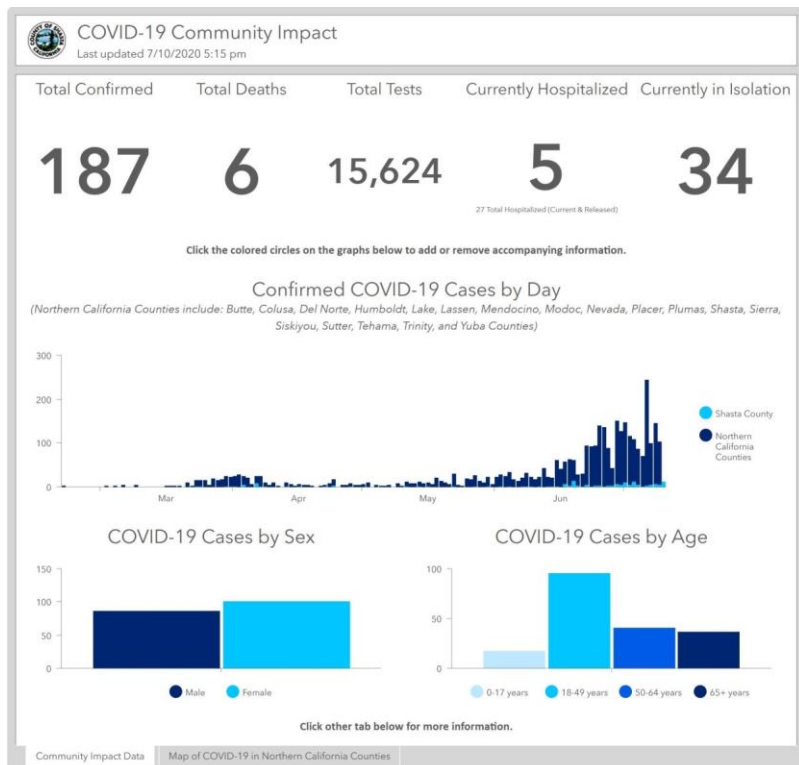 COUNTY OF SHASTA
CALIFORNIA
COVID-19 Community Impact
Last updated 7/10/2020 5:15 pm
Total Confirmed
Total Deaths
Total Tests
Currently Hospitalized
Currently in Isolation
187
6
15,624
5
34
27 Total Hospitalized (Current & Released)
Click the colored circles on the graphs below to add or remove accompanying information.
Confirmed COVID-19 Cases by Day
(Northern California Counties include: Butte, Colusa, Del Norte, Humboldt, Lake, Lassen, Mendocino, Modoc, Nevada, Placer, Plumas, Shasta, Sierra,
Siskiyou, Sutter, Tehama, Trinity, and Yuba Counties)
300
200
100
0
Mar
Apr
May
Jun
Shasta County
Northern
California
Counties
COVID-19 Cases by Sex
150
100
50
0
Male
Female
COVID-19 Cases by Age
100
50
0
0-17 years
18-49 years
50-64 years
65+ years
Click other tab below for more information.
Community Impact Data
Map of COVID-19 in Northern California Counties